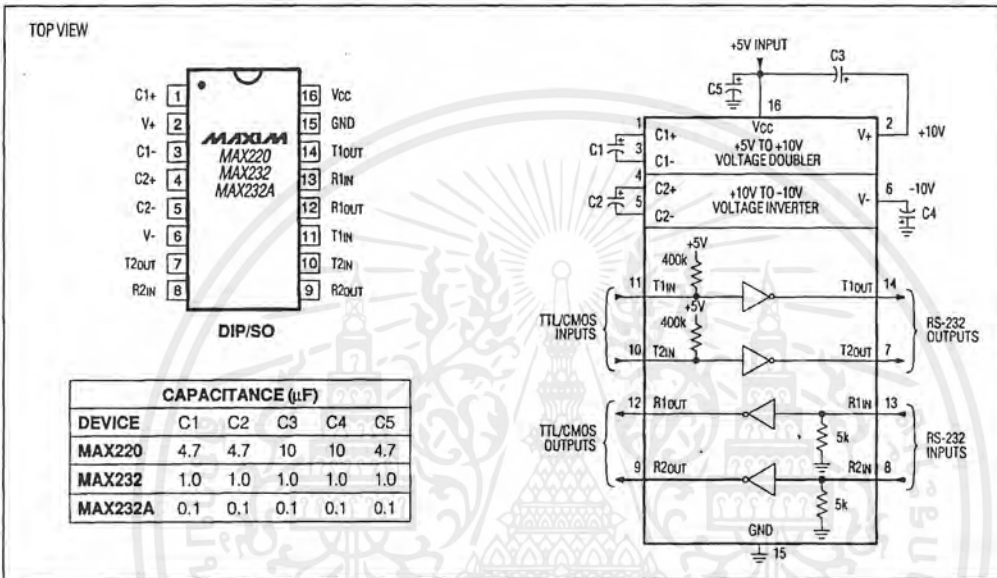 TOP VIEW
C1+ 1
V+ 2
C1- 3
C2+ 4
C2- 5
V- 6
T2OUT 7
R2IN 8
MAXIM
MAX220
MAX232
MAX232A
16 VCC
15 GND
14 T1OUT
13 R1IN
12 R1OUT
11 T1IN
10 T2IN
9 R2OUT
DIP/SO
CAPACITANCE (µF)
DEVICE C1 C2 C3 C4 C5
MAX220 4.7 4.7 10 10 4.7
MAX232 1.0 1.0 1.0 1.0 1.0
MAX232A 0.1 0.1 0.1 0.1 0.1
+5V INPUT
C3
C5
16
VCC
1 C1+
C1
3 C1-
+5V TO +10V
VOLTAGE DOUBLER
V+ 2 +10V
4 C2+
C2
5 C2-
+10V TO -10V
VOLTAGE INVERTER
V- 6 -10V
C4
+5V
400k
11 T1IN
T1OUT 14
+5V
400k
TTL/CMOS
INPUTS
RS-232
OUTPUTS
10 T2IN
T2OUT 7
12 R1OUT
R1IN 13
5k
TTL/CMOS
OUTPUTS
RS-232
INPUTS
9 R2OUT
R2IN 8
5k
GND
15